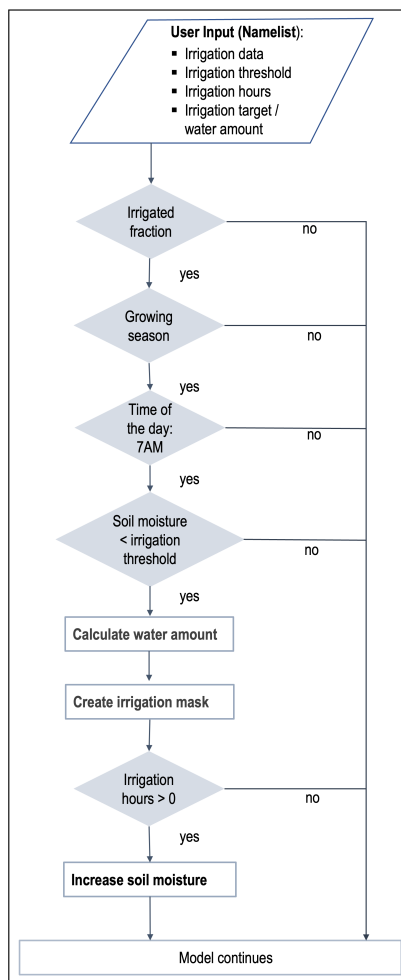 User Input (Namelist):
▪ Irrigation data
▪ Irrigation threshold
▪ Irrigation hours
▪ Irrigation target /
water amount
Irrigated
fraction
no
yes
Growing
season
no
yes
Time of
the day:
7AM
no
yes
Soil moisture
< irrigation
threshold
no
yes
Calculate water amount
Create irrigation mask
Irrigation
hours > 0
no
yes
Increase soil moisture
Model continues